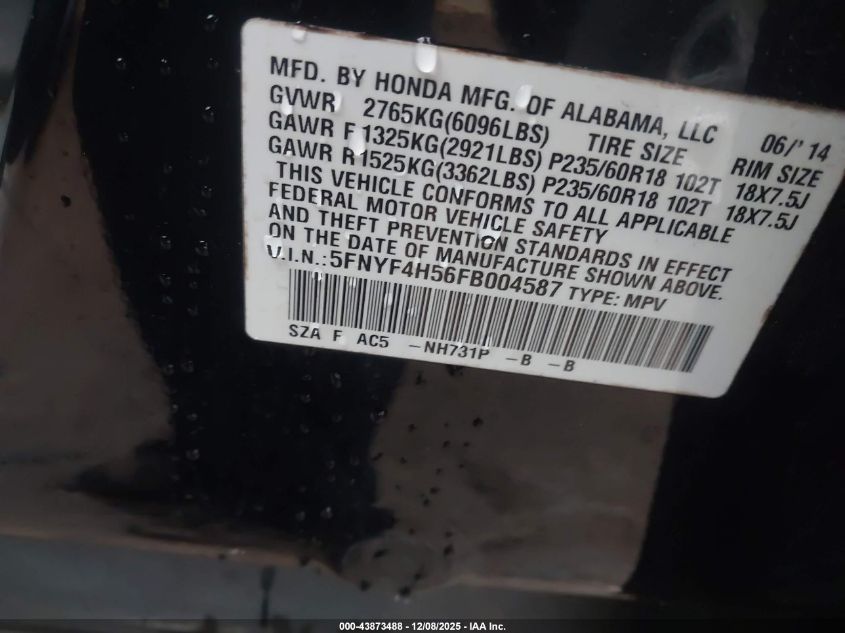 MFD. BY HONDA MFG. OF ALABAMA, LLC 06/'14
GVWR 2765KG(6096LBS) TIRE SIZE RIM SIZE
GAWR F1325KG(2921LBS) P235/60R18 102T 18X7.5J
GAWR R1525KG(3362LBS) P235/60R18 102T 18X7.5J
THIS VEHICLE CONFORMS TO ALL APPLICABLE
FEDERAL MOTOR VEHICLE SAFETY
AND THEFT PREVENTION STANDARDS IN EFFECT
ON THE DATE OF MANUFACTURE SHOWN ABOVE.
V.I.N.:5FNYF4H56FB004587 TYPE: MPV
SZA F AC5 -NH731P -B -B
000-43873488 - 12/08/2025 - IAA Inc.